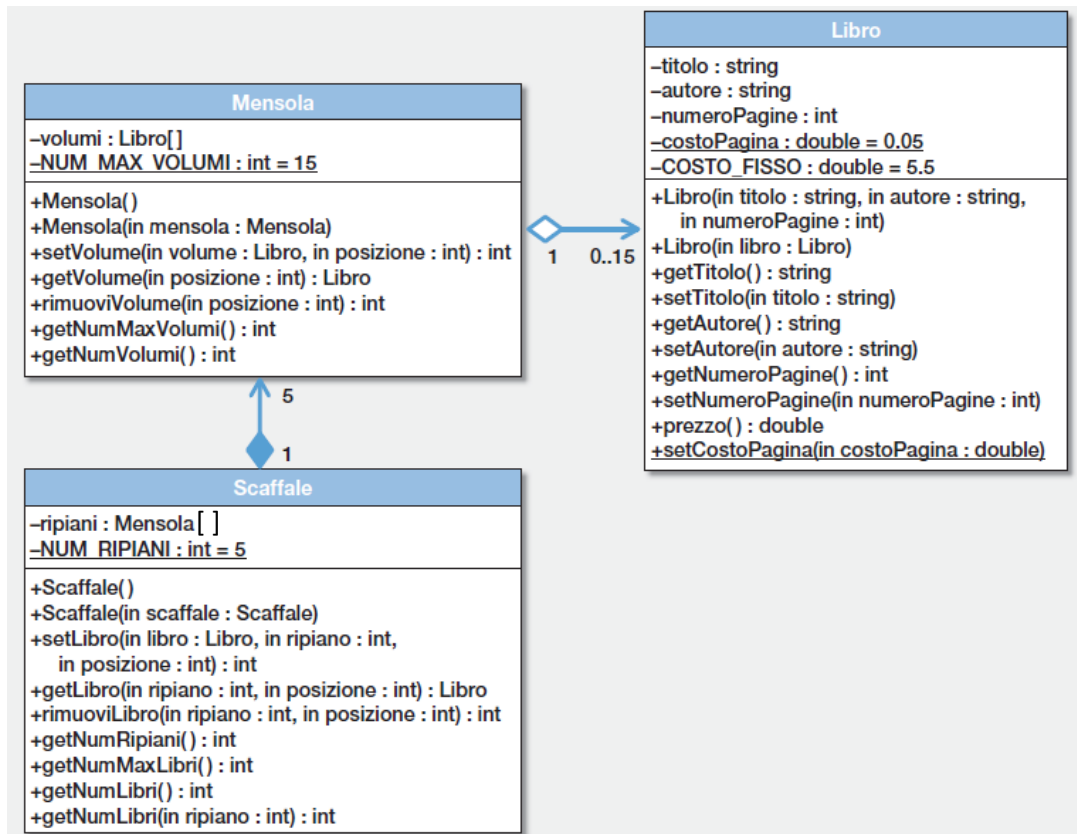 Mensola
–volumi : Libro[]
–NUM_MAX_VOLUMI : int = 15
+Mensola()
+Mensola(in mensola : Mensola)
+setVolume(in volume : Libro, in posizione : int) : int
+getVolume(in posizione : int) : Libro
+rimuoviVolume(in posizione : int) : int
+getNumMaxVolumi() : int
+getNumVolumi() : int
1
0..15
Libro
–titolo : string
–autore : string
–numeroPagine : int
–costoPagina : double = 0.05
–COSTO_FISSO : double = 5.5
+Libro(in titolo : string, in autore : string,
in numeroPagine : int)
+Libro(in libro : Libro)
+getTitolo() : string
+setTitolo(in titolo : string)
+getAutore() : string
+setAutore(in autore : string)
+getNumeroPagine() : int
+setNumeroPagine(in numeroPagine : int)
+prezzo() : double
+setCostoPagina(in costoPagina : double)
5
1
Scaffale
–ripiani : Mensola[ ]
–NUM_RIPIANI : int = 5
+Scaffale()
+Scaffale(in scaffale : Scaffale)
+setLibro(in libro : Libro, in ripiano : int,
in posizione : int) : int
+getLibro(in ripiano : int, in posizione : int) : Libro
+rimuoviLibro(in ripiano : int, in posizione : int) : int
+getNumRipiani() : int
+getNumMaxLibri() : int
+getNumLibri() : int
+getNumLibri(in ripiano : int) : int